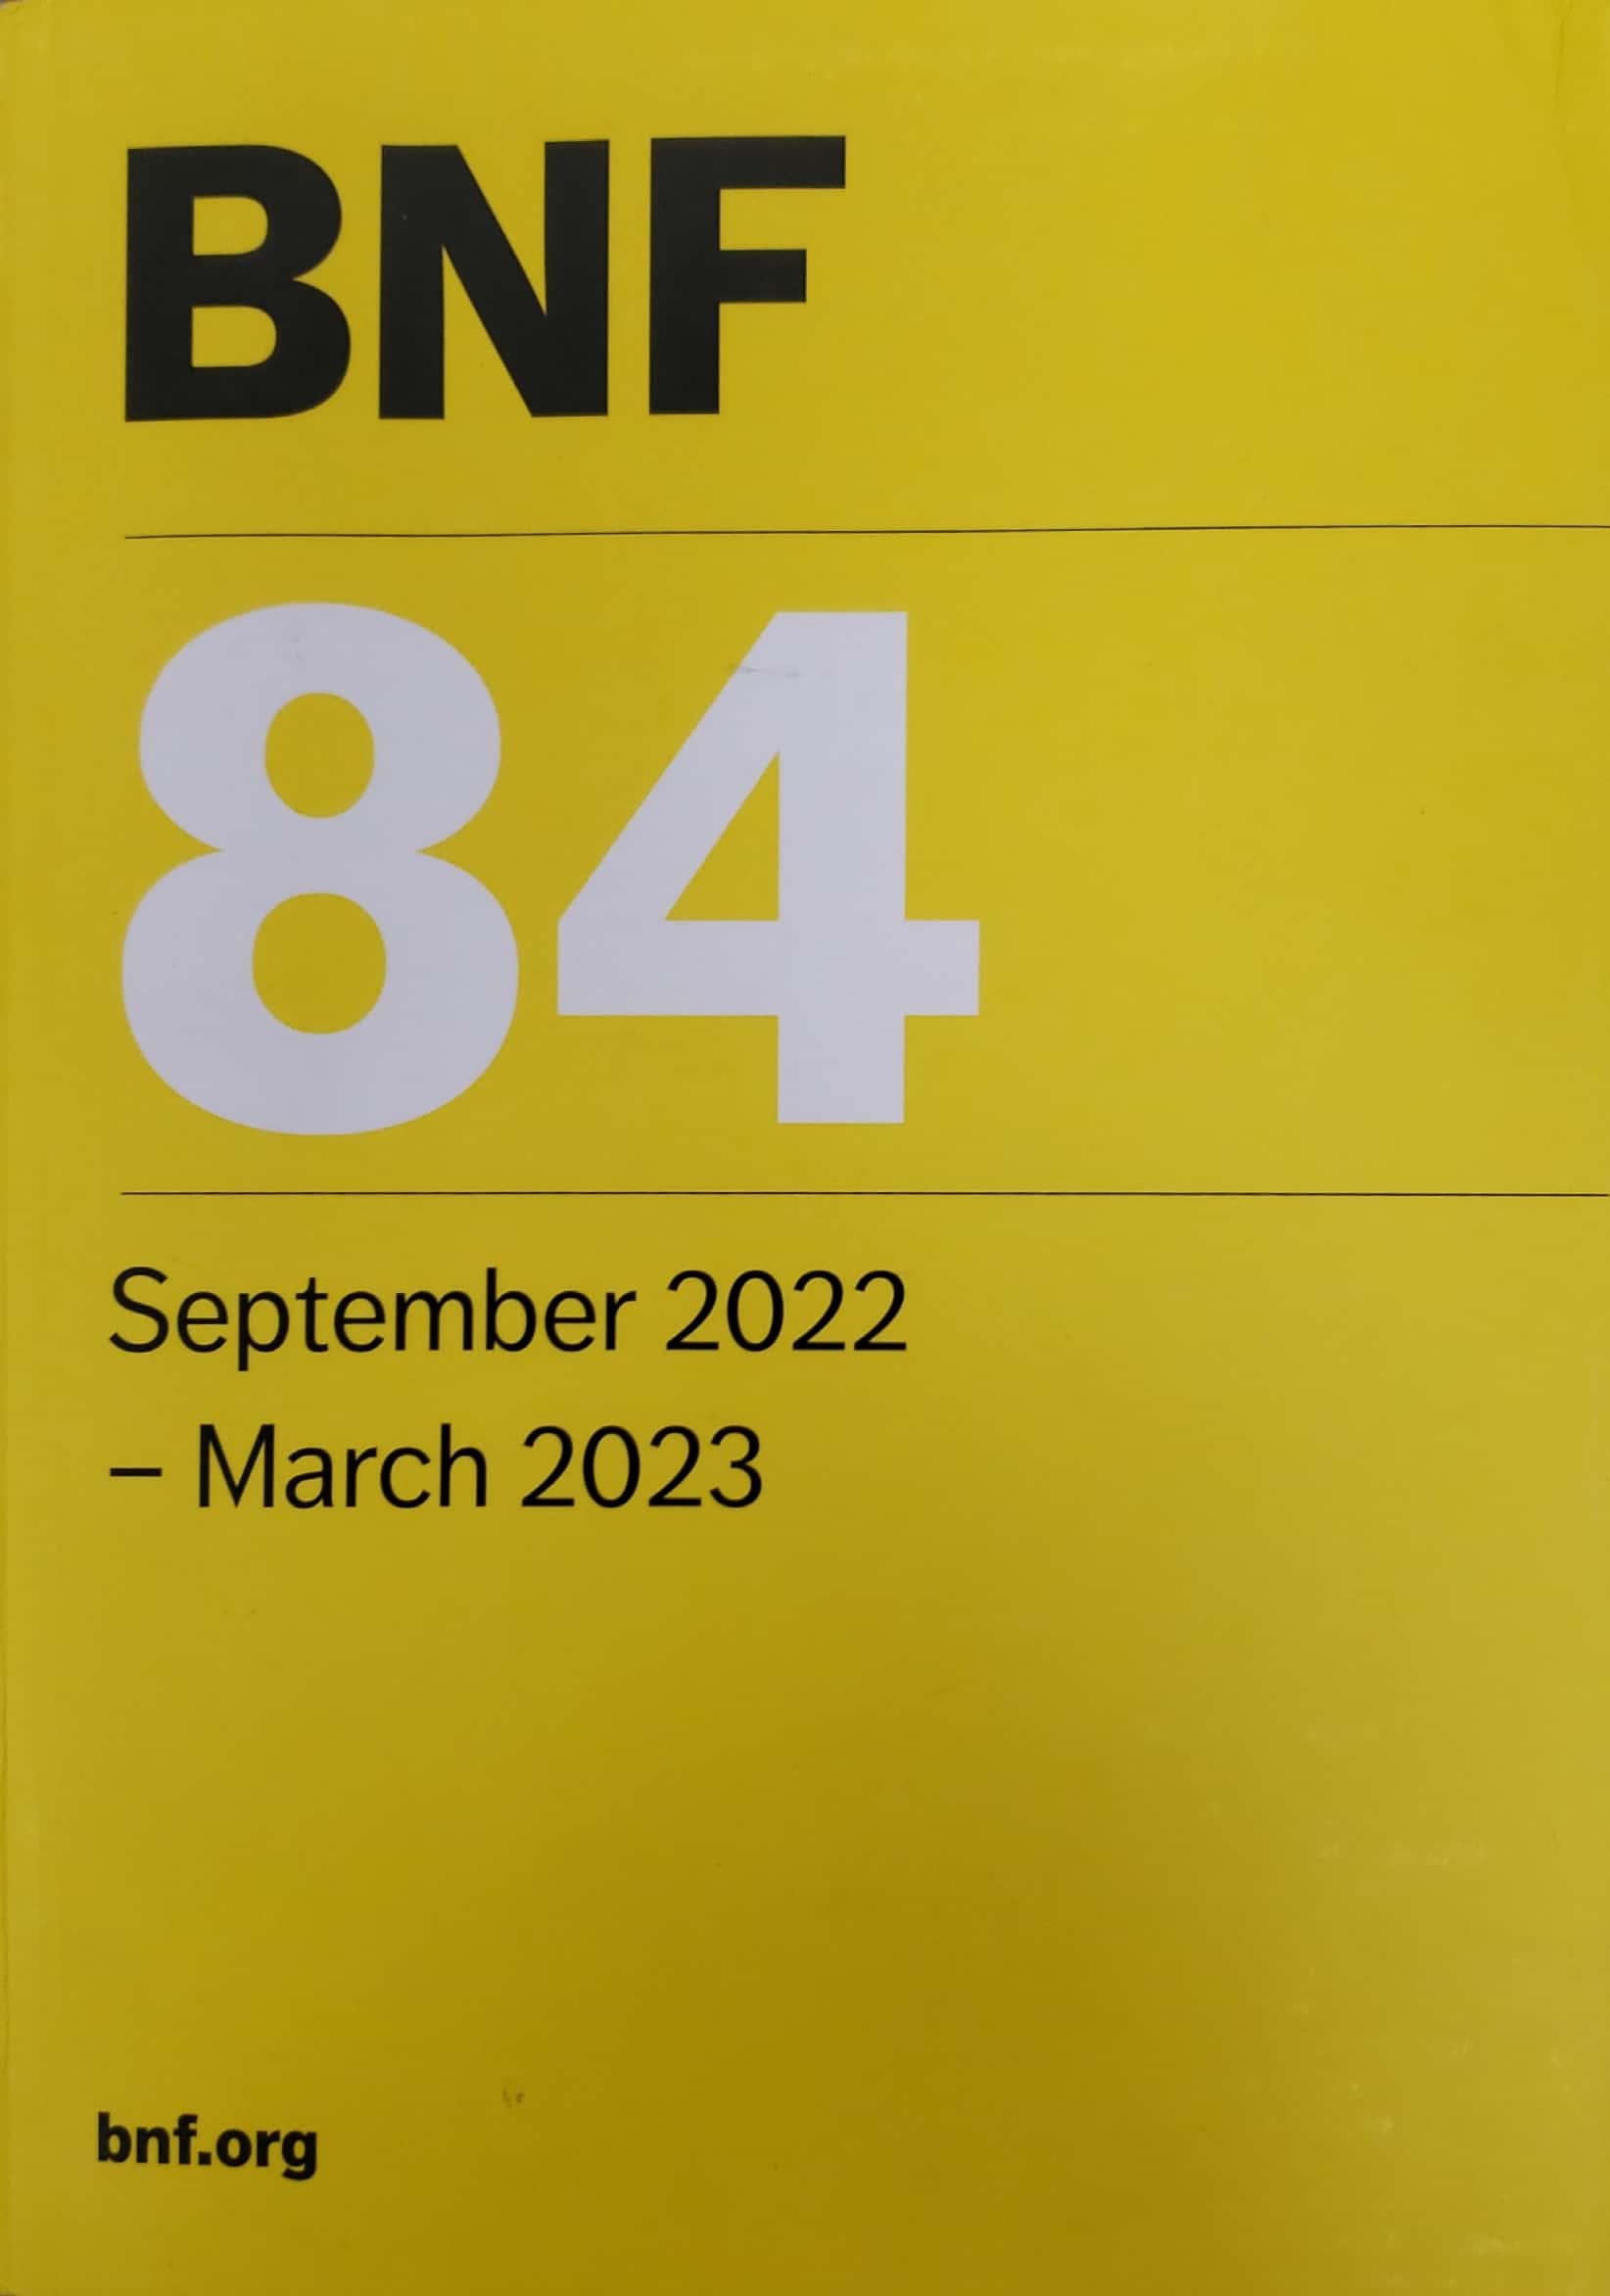 BNF
84
September 2022
– March 2023
bnf.org